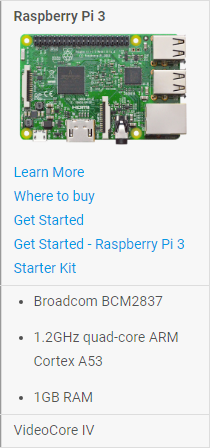 Raspberry Pi 3
HDMI
Learn More
Where to buy
Get Started
Get Started - Raspberry Pi 3
Starter Kit
Broadcom BCM2837
1.2GHz quad-core ARM
Cortex A53
1GB RAM
VideoCore IV